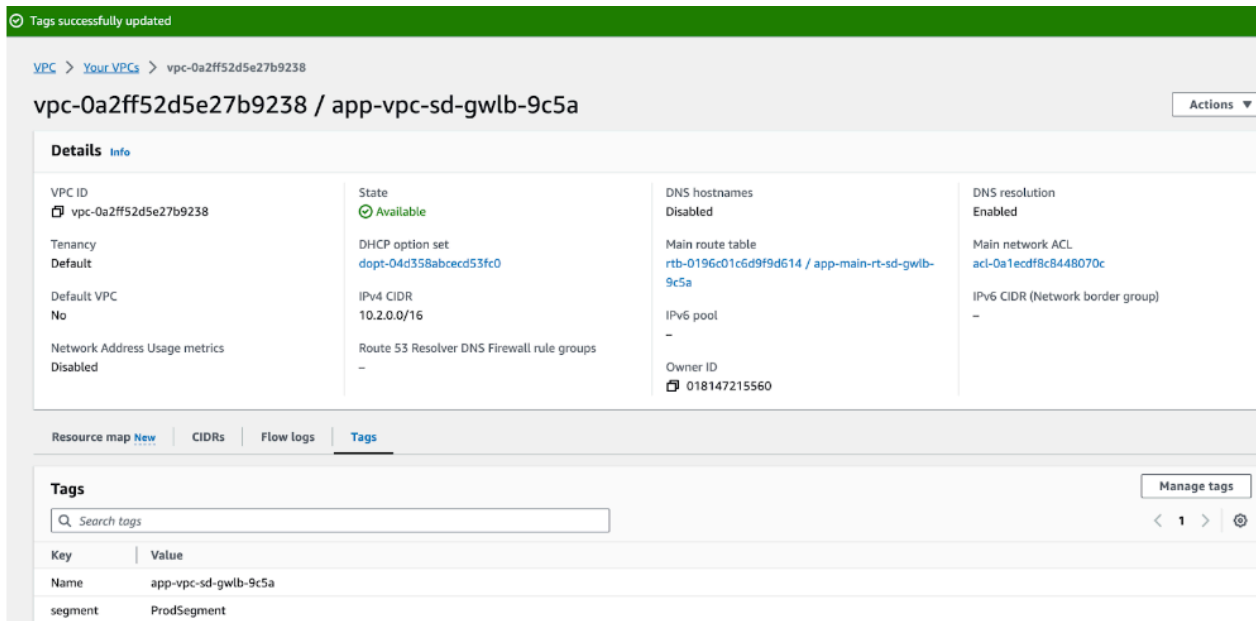 Tags successfully updated
VPC > Your VPCs > vpc-0a2ff52d5e27b9238
vpc-0a2ff52d5e27b9238 / app-vpc-sd-gwlb-9c5a
Actions ▼
Details Info
VPC ID
vpc-0a2ff52d5e27b9238
Tenancy
Default
Default VPC
No
Network Address Usage metrics
Disabled
State
Available
DHCP option set
dopt-04d358abcecd53fc0
IPv4 CIDR
10.2.0.0/16
Route 53 Resolver DNS Firewall rule groups
–
DNS hostnames
Disabled
Main route table
rtb-0196c01c6d9f9d614 / app-main-rt-sd-gwlb-
9c5a
IPv6 pool
–
Owner ID
018147215560
DNS resolution
Enabled
Main network ACL
acl-0a1ecdf8c8448070c
IPv6 CIDR (Network border group)
–
Resource map New CIDRs Flow logs Tags
Tags
Manage tags
Search tags
< 1 >
Key Value
Name app-vpc-sd-gwlb-9c5a
segment ProdSegment